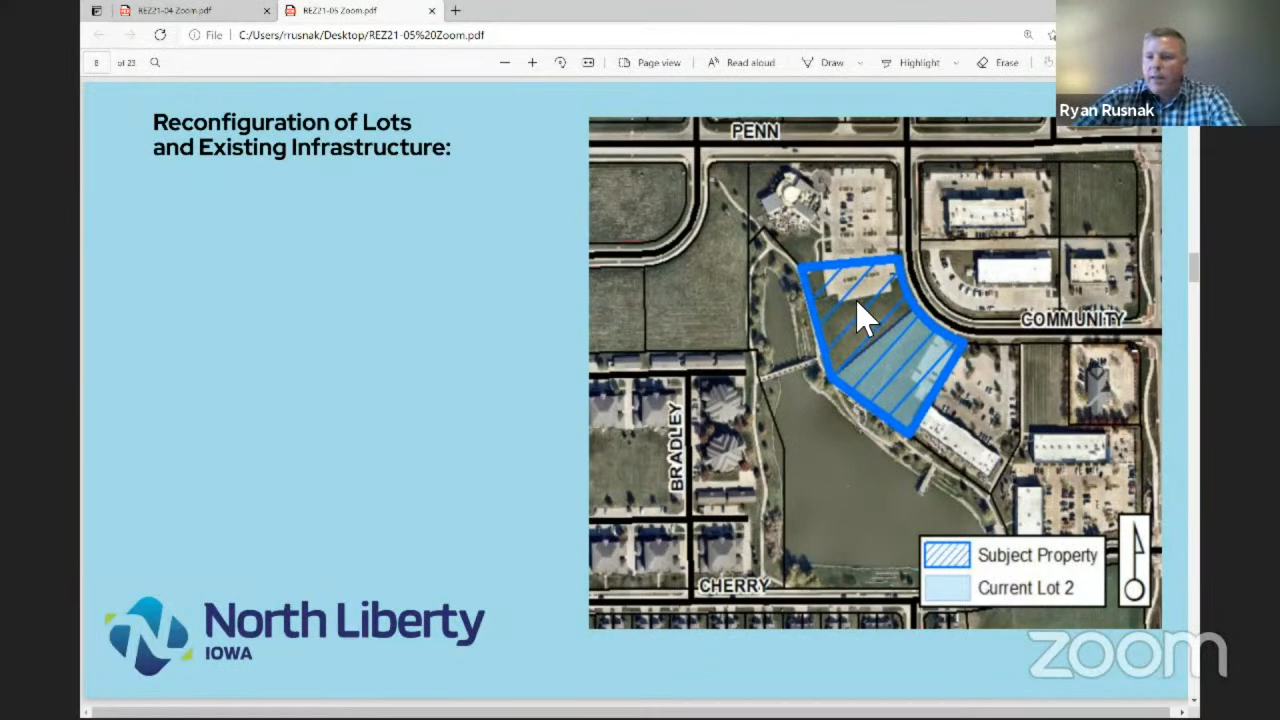 REZ21-04 Zoom.pdf
REZ21-05 Zoom.pdf
File
C:/Users/rrusnak/Desktop/REZ21-05%20Zoom.pdf
8
of 23
Page view
Read aloud
Draw
Highlight
Erase
Ryan Rusnak
Reconfiguration of Lots
and Existing Infrastructure:
PENN
COMMUNITY
BRADLEY
CHERRY
Subject Property
Current Lot 2
North Liberty
IOWA
zoom